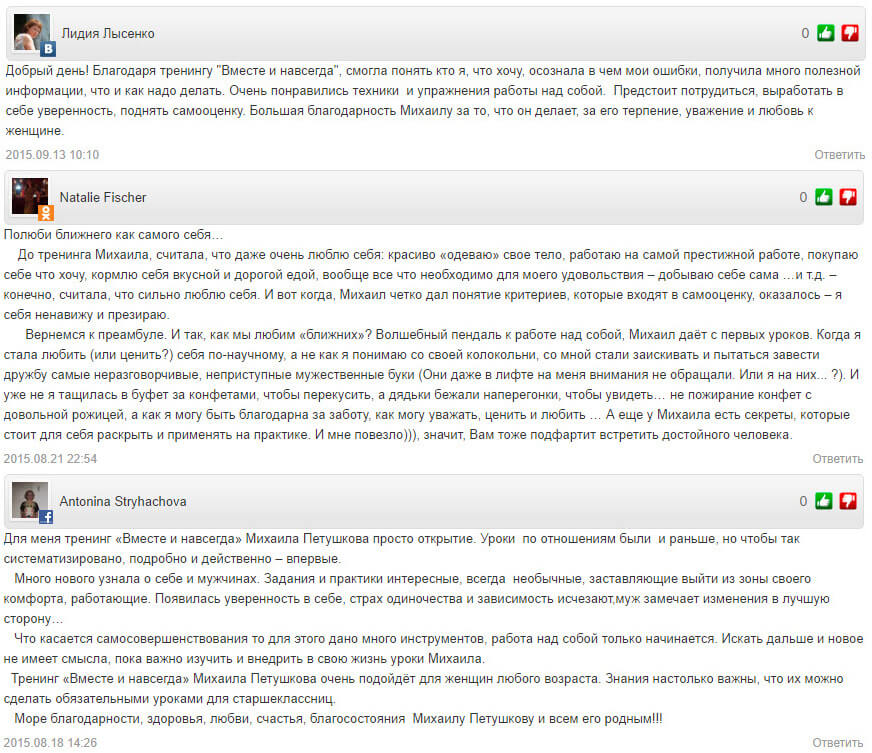 Лидия Лысенко
0
Добрый день! Благодаря тренингу "Вместе и навсегда", смогла понять кто я, что хочу, осознала в чем мои ошибки, получила много полезной
информации, что и как надо делать. Очень понравились техники  и упражнения работы над собой.  Предстоит потрудиться, выработать в
себе уверенность, поднять самооценку. Большая благодарность Михаилу за то, что он делает, за его терпение, уважение и любовь к
женщине.
2015.09.13 10:10 Ответить
Natalie Fischer
0
Полюби ближнего как самого себя…
До тренинга Михаила, считала, что даже очень люблю себя: красиво «одеваю» свое тело, работаю на самой престижной работе, покупаю
себе что хочу, кормлю себя вкусной и дорогой едой, вообще все что необходимо для моего удовольствия – добываю себе сама …и т.д. –
конечно, считала, что сильно люблю себя. И вот когда, Михаил четко дал понятие критериев, которые входят в самооценку, оказалось – я
себя ненавижу и презираю.
Вернемся к преамбуле. И так, как мы любим «ближних»? Волшебный пендаль к работе над собой, Михаил даёт с первых уроков. Когда я
стала любить (или ценить?) себя по-научному, а не как я понимаю со своей колокольни, со мной стали заискивать и пытаться завести
дружбу самые неразговорчивые, неприступные мужественные буки (Они даже в лифте на меня внимания не обращали. Или я на них... ?). И
уже не я тащилась в буфет за конфетами, чтобы перекусить, а дядьки бежали наперегонки, чтобы увидеть… не пожирание конфет с
довольной рожицей, а как я могу быть благодарна за заботу, как могу уважать, ценить и любить … А еще у Михаила есть секреты, которые
стоит для себя раскрыть и применять на практике. И мне повезло))), значит, Вам тоже подфартит встретить достойного человека.
2015.08.21 22:54 Ответить
Antonina Stryhachova
0
Для меня тренинг «Вместе и навсегда» Михаила Петушкова просто открытие. Уроки  по отношениям были  и раньше, но чтобы так
систематизировано, подробно и действенно – впервые.
Много нового узнала о себе и мужчинах. Задания и практики интересные, всегда  необычные, заставляющие выйти из зоны своего
комфорта, работающие. Появилась уверенность в себе, страх одиночества и зависимость исчезают,муж замечает изменения в лучшую
сторону…
Что касается самосовершенствования то для этого дано много инструментов, работа над собой только начинается. Искать дальше и новое
не имеет смысла, пока важно изучить и внедрить в свою жизнь уроки Михаила.
Тренинг «Вместе и навсегда» Михаила Петушкова очень подойдёт для женщин любого возраста. Знания настолько важны, что их можно
сделать обязательными уроками для старшеклассниц.
Море благодарности, здоровья, любви, счастья, благосостояния  Михаилу Петушкову и всем его родным!!!
2015.08.18 14:26 Ответить